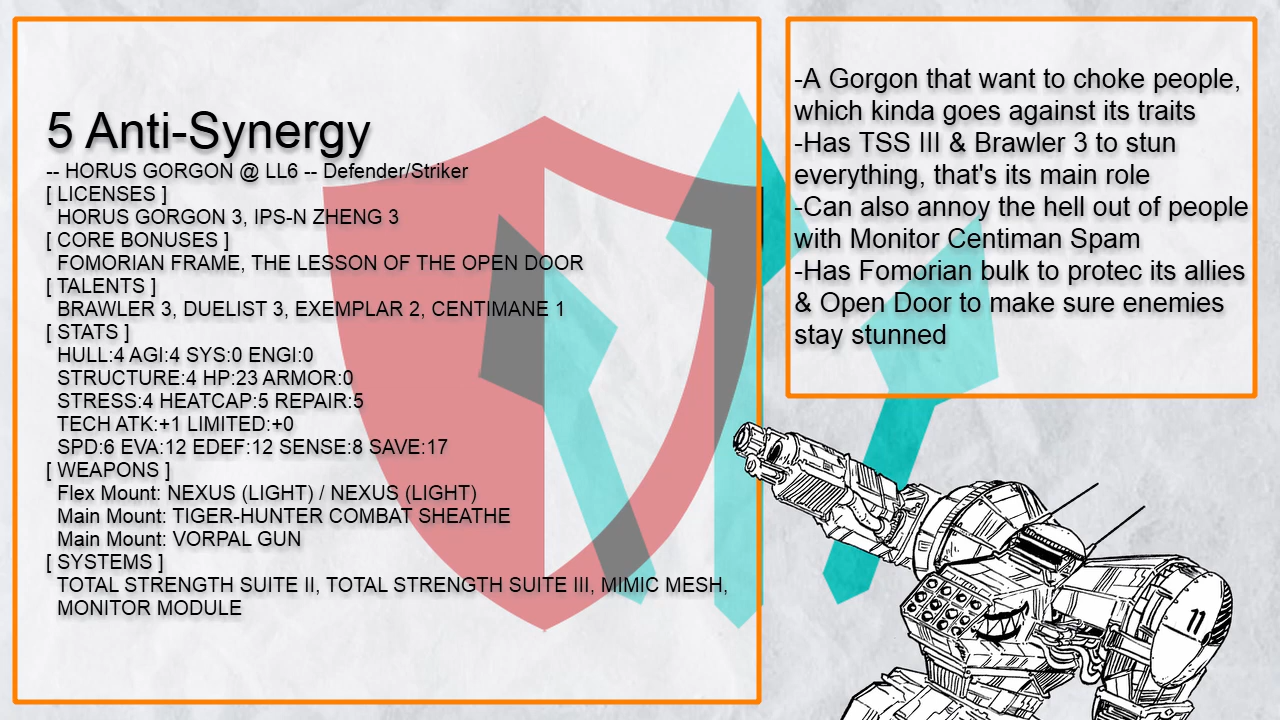 5 Anti-Synergy
-- HORUS GORGON @ LL6 -- Defender/Striker
[ LICENSES ]
HORUS GORGON 3, IPS-N ZHENG 3
[ CORE BONUSES ]
FOMORIAN FRAME, THE LESSON OF THE OPEN DOOR
[ TALENTS ]
BRAWLER 3, DUELIST 3, EXEMPLAR 2, CENTIMANE 1
[ STATS ]
HULL:4 AGI:4 SYS:0 ENGI:0
STRUCTURE:4 HP:23 ARMOR:0
STRESS:4 HEATCAP:5 REPAIR:5
TECH ATK:+1 LIMITED:+0
SPD:6 EVA:12 EDEF:12 SENSE:8 SAVE:17
[ WEAPONS ]
Flex Mount: NEXUS (LIGHT) / NEXUS (LIGHT)
Main Mount: TIGER-HUNTER COMBAT SHEATHE
Main Mount: VORPAL GUN
[ SYSTEMS ]
TOTAL STRENGTH SUITE II, TOTAL STRENGTH SUITE III, MIMIC MESH,
MONITOR MODULE
-A Gorgon that want to choke people,
which kinda goes against its traits
-Has TSS III & Brawler 3 to stun
everything, that's its main role
-Can also annoy the hell out of people
with Monitor Centiman Spam
-Has Fomorian bulk to protec its allies
& Open Door to make sure enemies
stay stunned
11